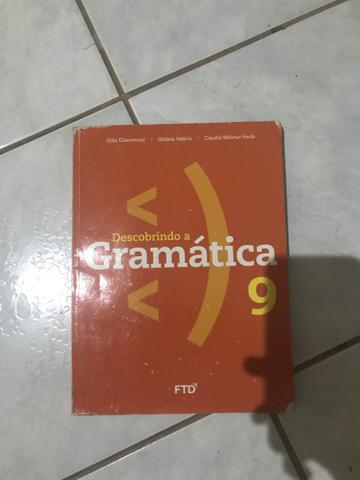 Gilio Giacomozzi • Gildete Valério • Cláudia Molinari Reda
Descobrindo a
Gramática
9
FTD